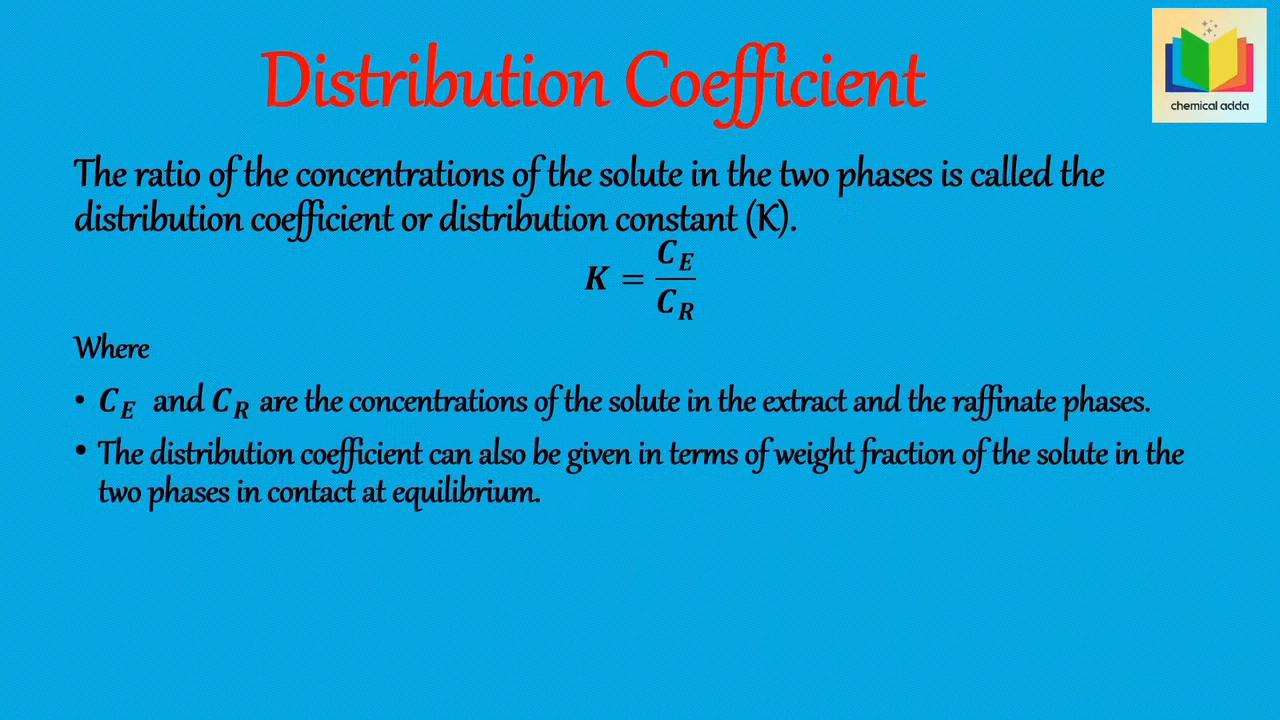 Distribution Coefficient
chemical adda
The ratio of the concentrations of the solute in the two phases is called the
distribution coefficient or distribution constant (K).
K = C_E / C_R
Where
• C_E and C_R are the concentrations of the solute in the extract and the raffinate phases.
• The distribution coefficient can also be given in terms of weight fraction of the solute in the
two phases in contact at equilibrium.